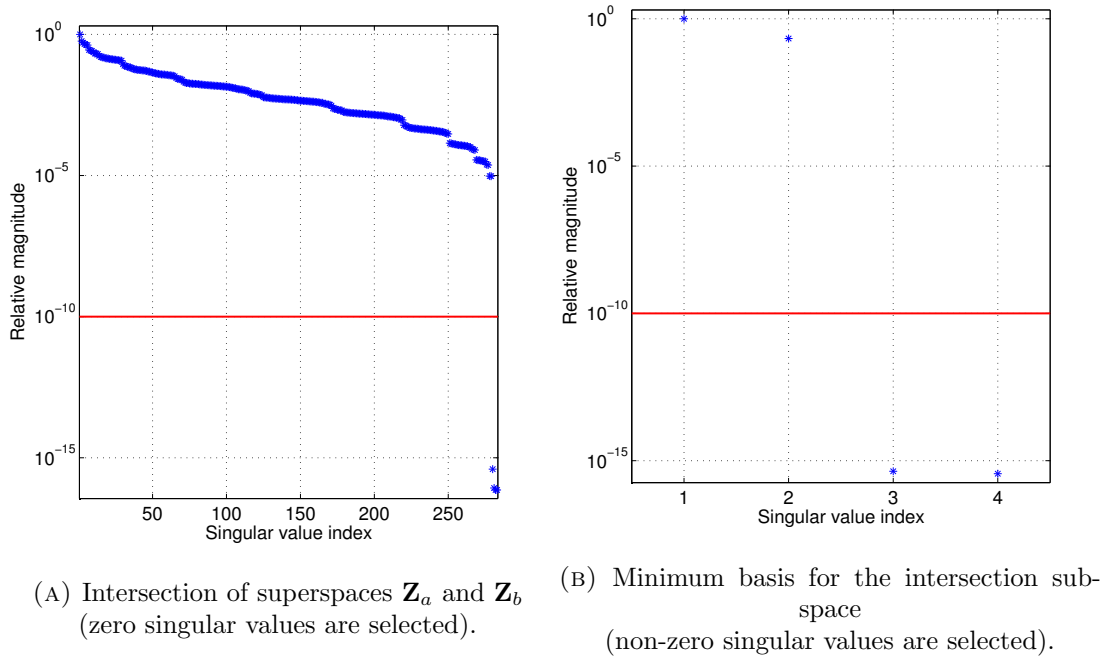 10^0
10^-5
10^-10
10^-15
Relative magnitude
50 100 150 200 250
Singular value index
(A) Intersection of superspaces Z_a and Z_b
(zero singular values are selected).
10^0
10^-5
10^-10
10^-15
Relative magnitude
1 2 3 4
Singular value index
(B) Minimum basis for the intersection sub-
space
(non-zero singular values are selected).